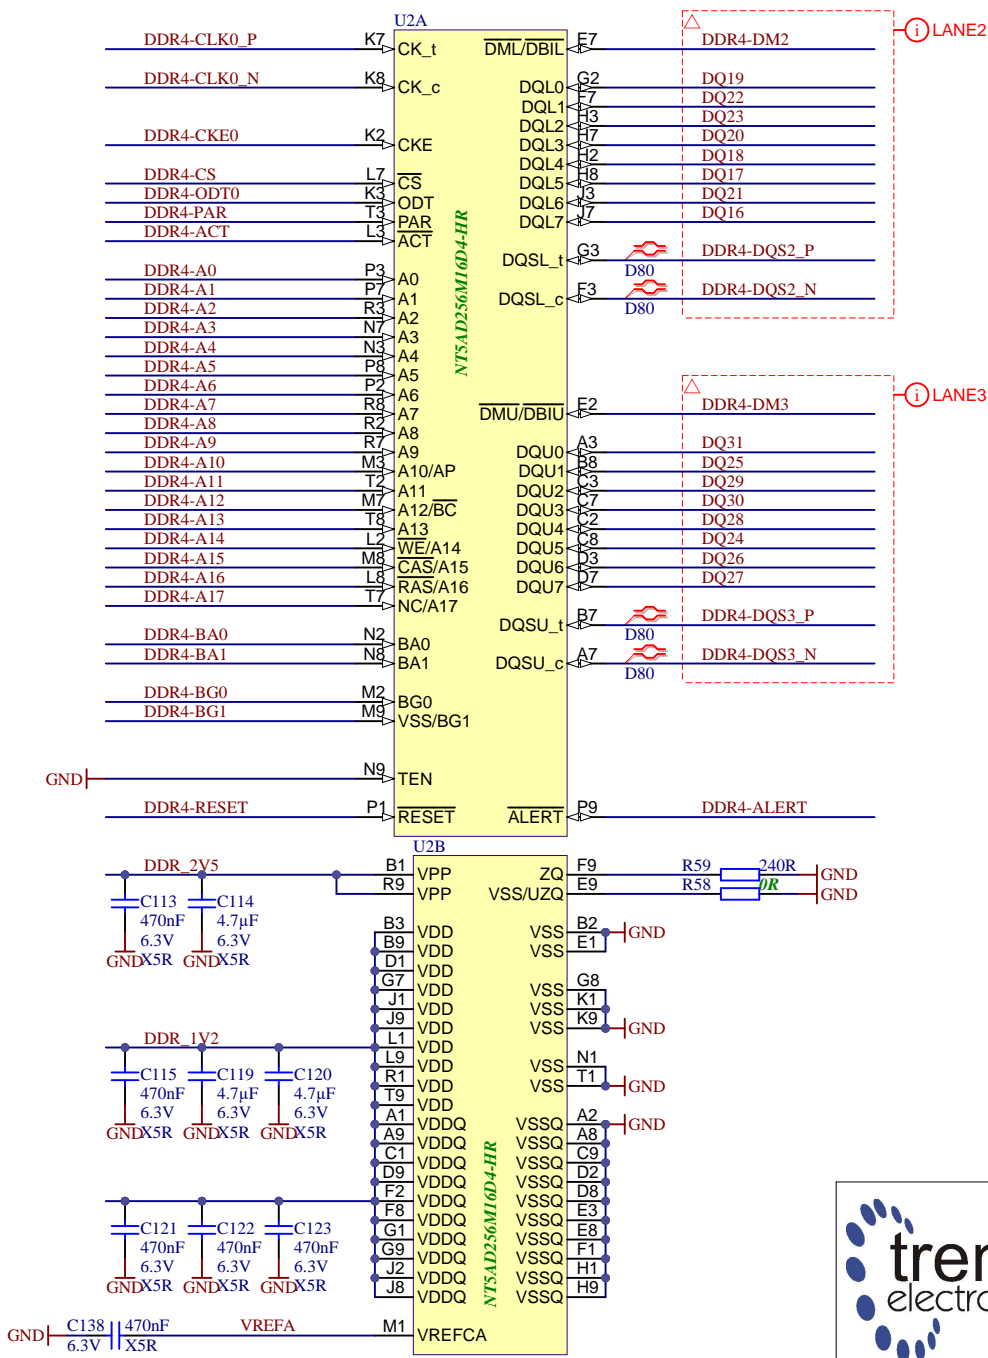 U2A
DDR4-CLK0_P K7 CK_t DML/DBIL E7 DDR4-DM2 i LANE2
DDR4-CLK0_N K8 CK_c DQL0 G2 DQ19
DQL1 F7 DQ22
DQL2 H3 DQ23
DDR4-CKE0 K2 CKE DQL3 H7 DQ20
DQL4 H2 DQ18
DDR4-CS L7 CS DQL5 H8 DQ17
DDR4-ODT0 K3 ODT DQL6 J3 DQ21
DDR4-PAR T3 PAR DQL7 J7 DQ16
DDR4-ACT L3 ACT
DQSL_t G3 D80 DDR4-DQS2_P
DDR4-A0 P3 A0
DDR4-A1 P7 A1 DQSL_c F3 D80 DDR4-DQS2_N
DDR4-A2 R3 A2
DDR4-A3 N7 A3
DDR4-A4 N3 A4
DDR4-A5 P8 A5
DDR4-A6 P2 A6
DDR4-A7 R8 A7 DMU/DBIU E2 DDR4-DM3 i LANE3
DDR4-A8 R2 A8
DDR4-A9 R7 A9 DQU0 A3 DQ31
DDR4-A10 M3 A10/AP DQU1 B8 DQ25
DDR4-A11 T2 A11 DQU2 C3 DQ29
DDR4-A12 M7 A12/BC DQU3 C7 DQ30
DDR4-A13 T8 A13 DQU4 C2 DQ28
DDR4-A14 L2 WE/A14 DQU5 C8 DQ24
DDR4-A15 M8 CAS/A15 DQU6 D3 DQ26
DDR4-A16 L8 RAS/A16 DQU7 D7 DQ27
DDR4-A17 T7 NC/A17
DQSU_t B7 D80 DDR4-DQS3_P
DDR4-BA0 N2 BA0
DDR4-BA1 N8 BA1 DQSU_c A7 D80 DDR4-DQS3_N
DDR4-BG0 M2 BG0
DDR4-BG1 M9 VSS/BG1
GND N9 TEN
DDR4-RESET P1 RESET ALERT P9 DDR4-ALERT
NT5AD256M16D4-HR
U2B
DDR_2V5 B1 VPP ZQ F9 R59 240R GND
R9 VPP VSS/UZQ E9 R58 0R GND
C113 C114
470nF 4.7µF
6.3V 6.3V
GND X5R GND X5R
B3 VDD VSS B2 GND
B9 VDD VSS E1
D1 VDD
G7 VDD VSS G8
J1 VDD VSS K1
J9 VDD VSS K9 GND
DDR_1V2 L1 VDD
L9 VDD VSS N1
R1 VDD VSS T1 GND
T9 VDD
C115 C119 C120
470nF 4.7µF 4.7µF
6.3V 6.3V 6.3V
GND X5R GND X5R GND X5R
A1 VDDQ VSSQ A2 GND
A9 VDDQ VSSQ A8
C1 VDDQ VSSQ C9
D9 VDDQ VSSQ D2
F2 VDDQ VSSQ D8
F8 VDDQ VSSQ E3
G1 VDDQ VSSQ E8
G9 VDDQ VSSQ F1
J2 VDDQ VSSQ H1
J8 VDDQ VSSQ H9
C121 C122 C123
470nF 470nF 470nF
6.3V 6.3V 6.3V
GND X5R GND X5R GND X5R
GND C138 470nF VREFA M1 VREFCA
6.3V X5R
NT5AD256M16D4-HR
tren
electro